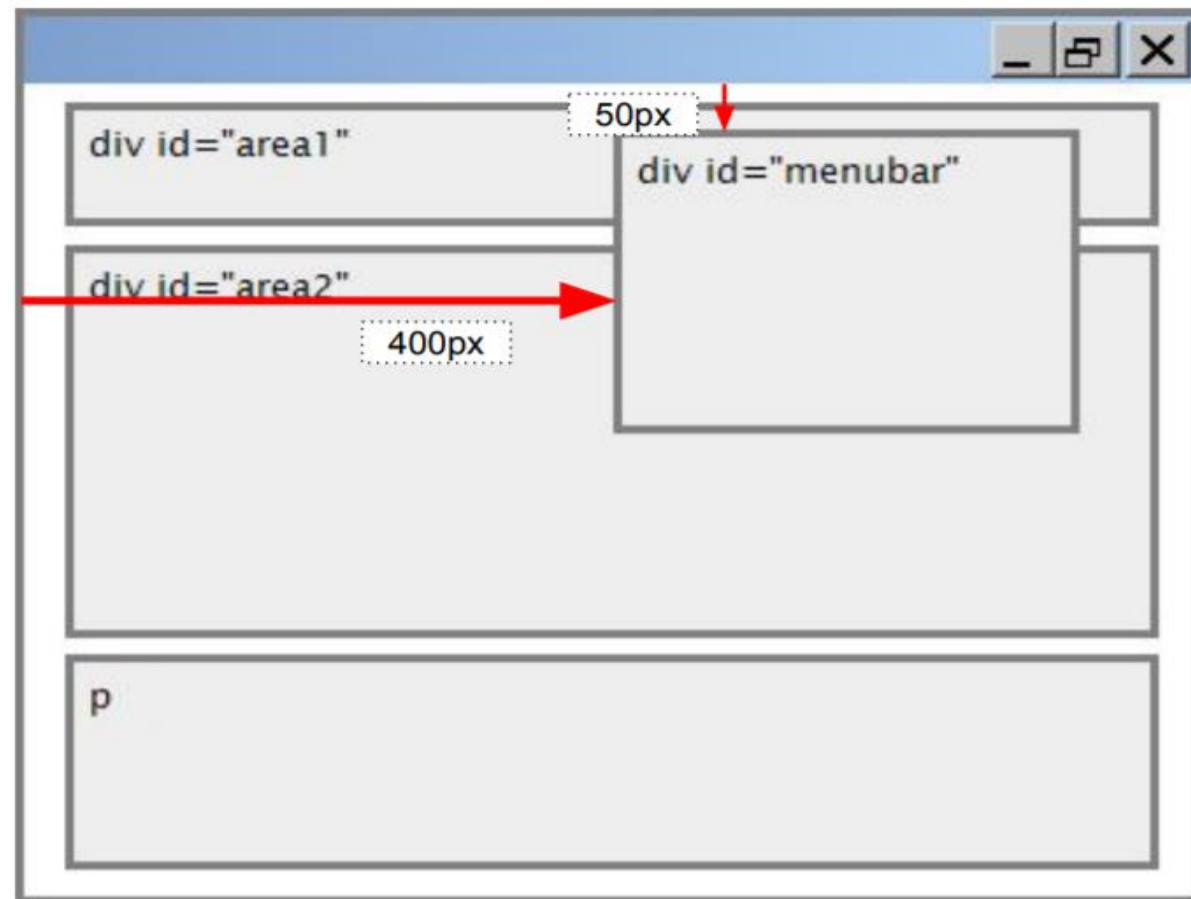 50px
div id="area1"
div id="menubar"
div id="area2"
400px
p